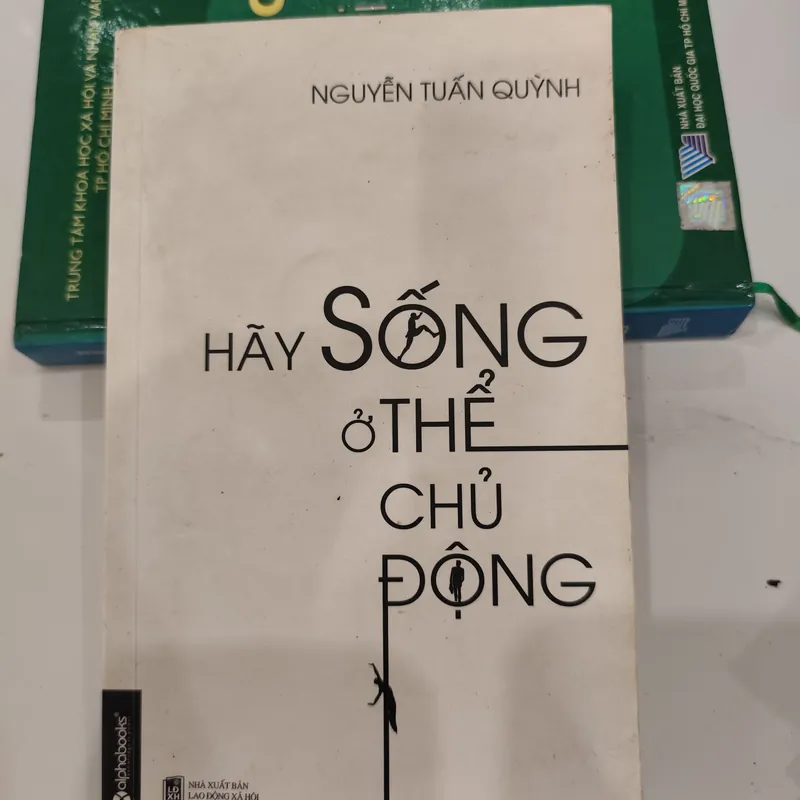 TRUNG TÂM KHOA HỌC XÃ HỘI VÀ NHÂN VĂN
TP HỒ CHÍ MINH
NHÀ XUẤT BẢN
ĐẠI HỌC QUỐC GIA TP HỒ CHÍ
NGUYỄN TUẤN QUỲNH
HÃY SỐNG
ở THỂ
CHỦ
ĐỘNG
alphabooks®
LĐ
XH
NHÀ XUẤT BẢN
LAO ĐỘNG XÃ HỘI